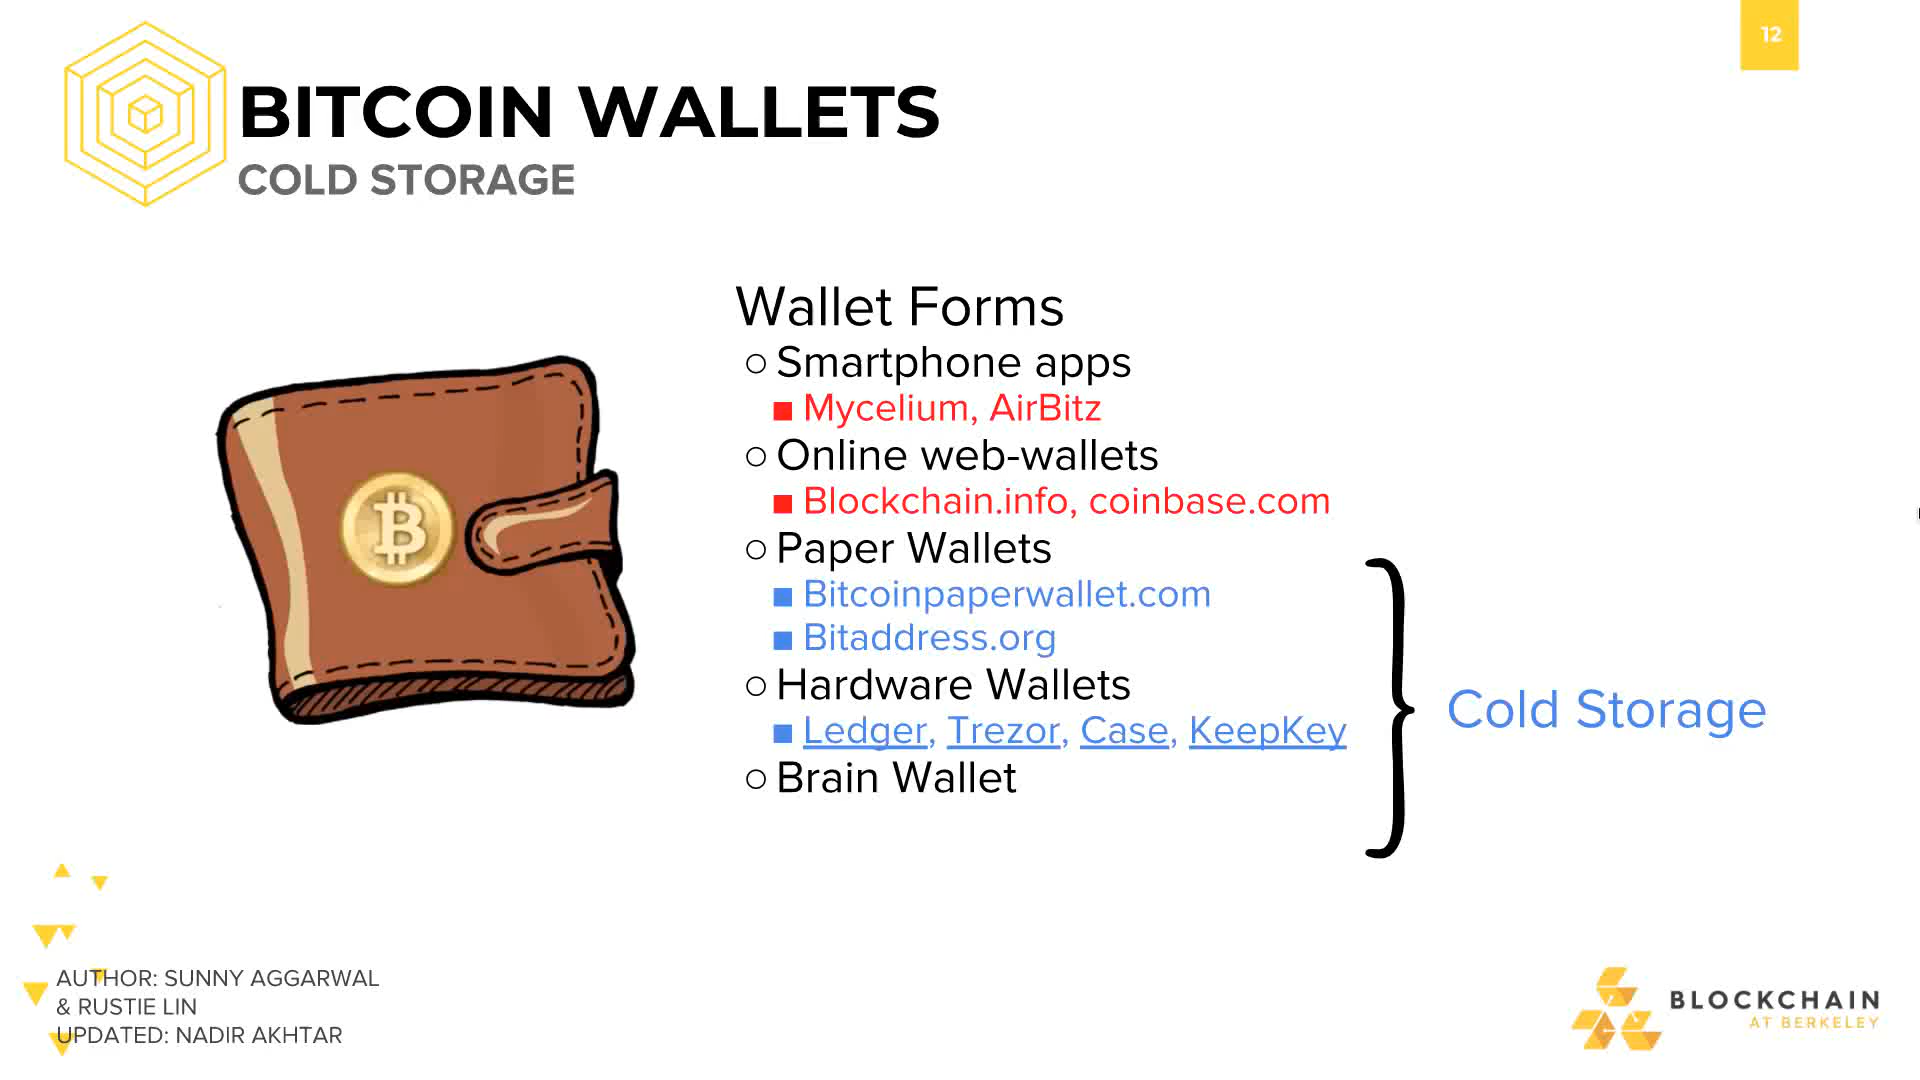 12
BITCOIN WALLETS
COLD STORAGE
Wallet Forms
○ Smartphone apps
■ Mycelium, AirBitz
○ Online web-wallets
■ Blockchain.info, coinbase.com
○ Paper Wallets
■ Bitcoinpaperwallet.com
■ Bitaddress.org
○ Hardware Wallets
■ Ledger, Trezor, Case, KeepKey
○ Brain Wallet
Cold Storage
AUTHOR: SUNNY AGGARWAL
& RUSTIE LIN
UPDATED: NADIR AKHTAR
BLOCKCHAIN
AT BERKELEY